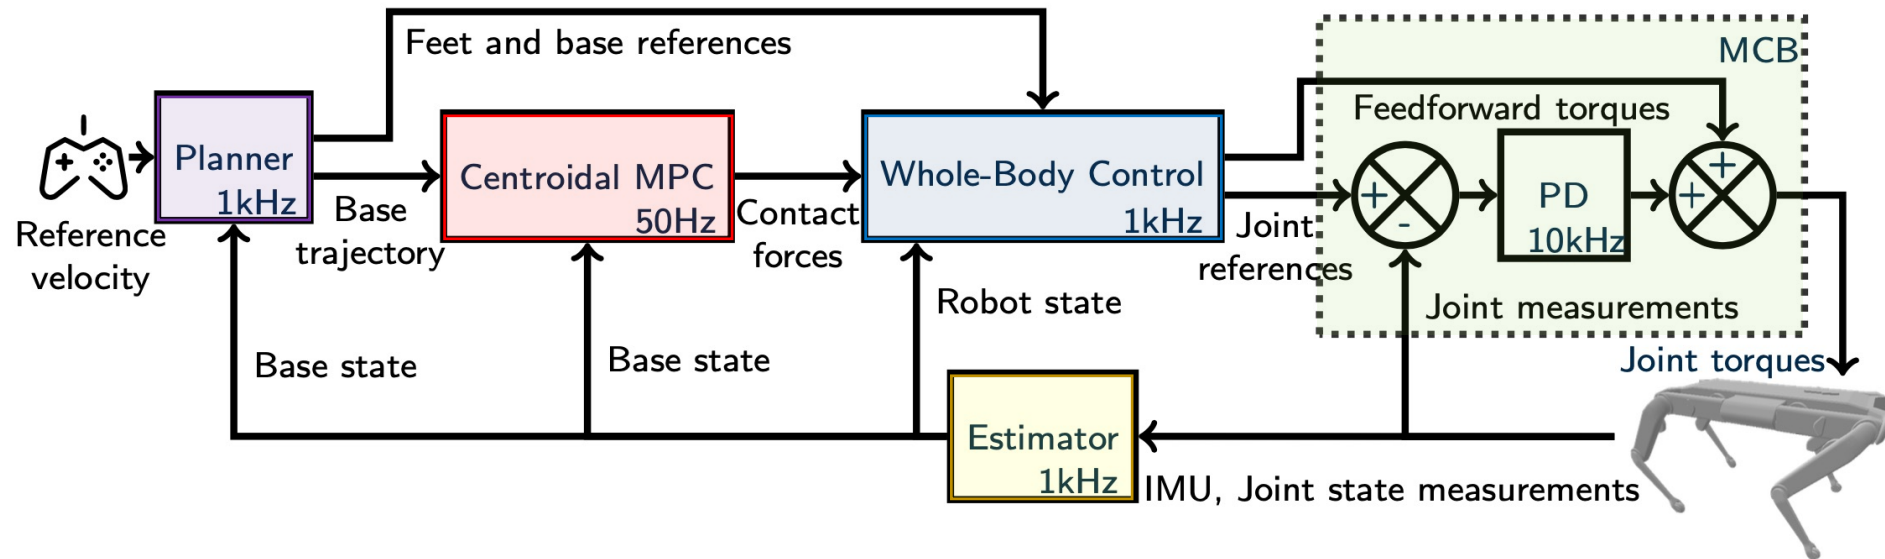 Feet and base references
MCB
Feedforward torques
Planner
1kHz
Centroidal MPC
50Hz
Whole-Body Control
1kHz
+
-
PD
10kHz
+
+
Reference
velocity
Base
trajectory
Contact
forces
Joint
references
Joint measurements
Robot state
Base state
Base state
Joint torques
Estimator
1kHz
IMU, Joint state measurements